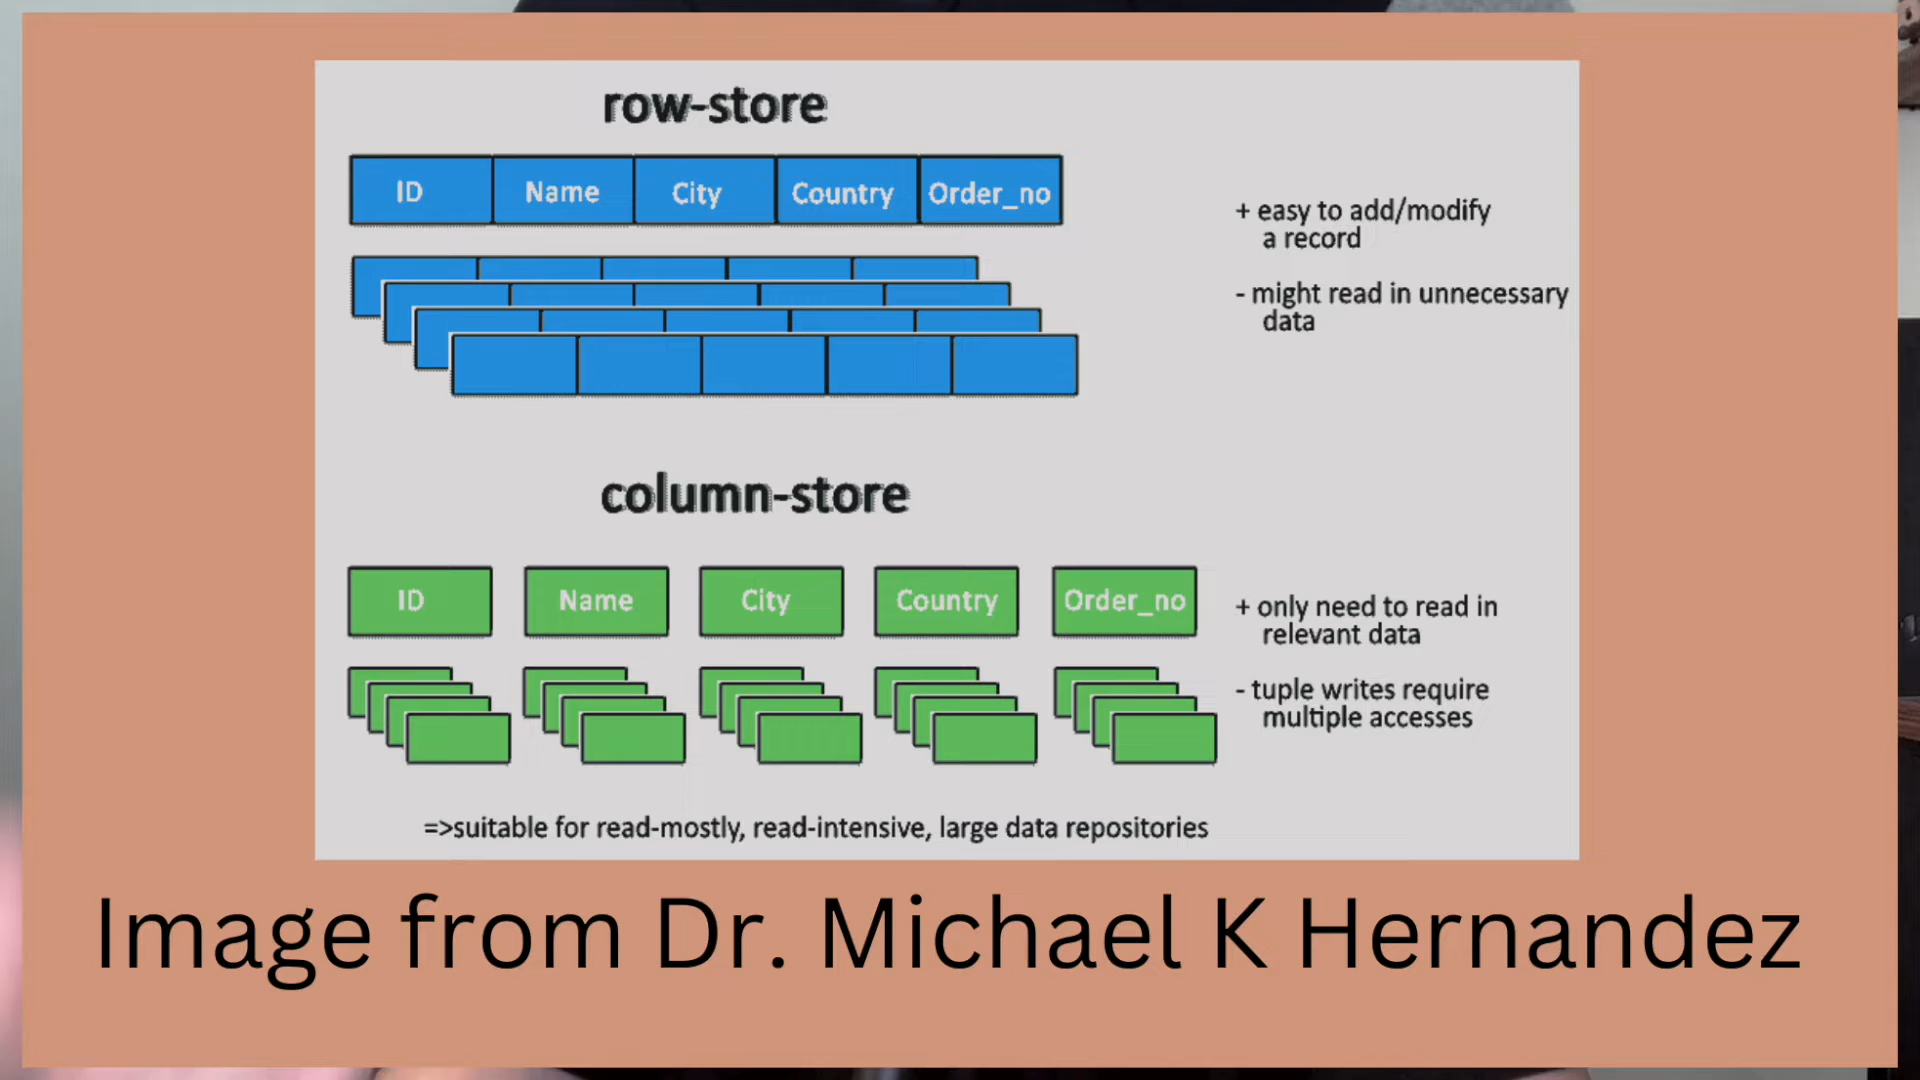 row-store
ID Name City Country Order_no
+ easy to add/modify
a record
- might read in unnecessary
data
column-store
ID Name City Country Order_no
+ only need to read in
relevant data
- tuple writes require
multiple accesses
=>suitable for read-mostly, read-intensive, large data repositories
Image from Dr. Michael K Hernandez